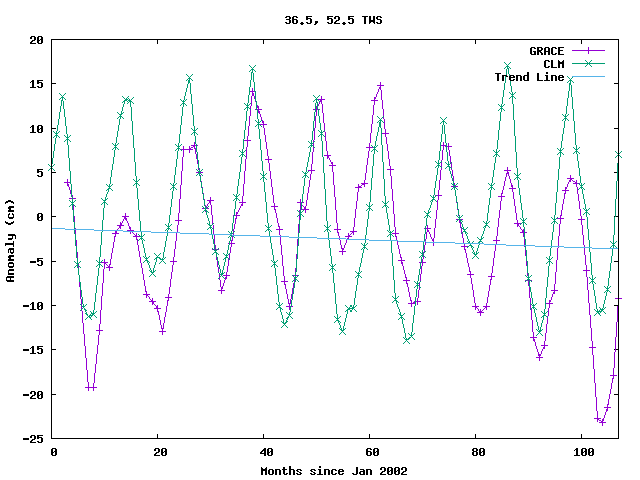 36.5, 52.5 TWS
GRACE
CLM
Trend Line
20
15
10
5
0
-5
-10
-15
-20
-25
Anomaly (cm)
0 20 40 60 80 100
Months since Jan 2002